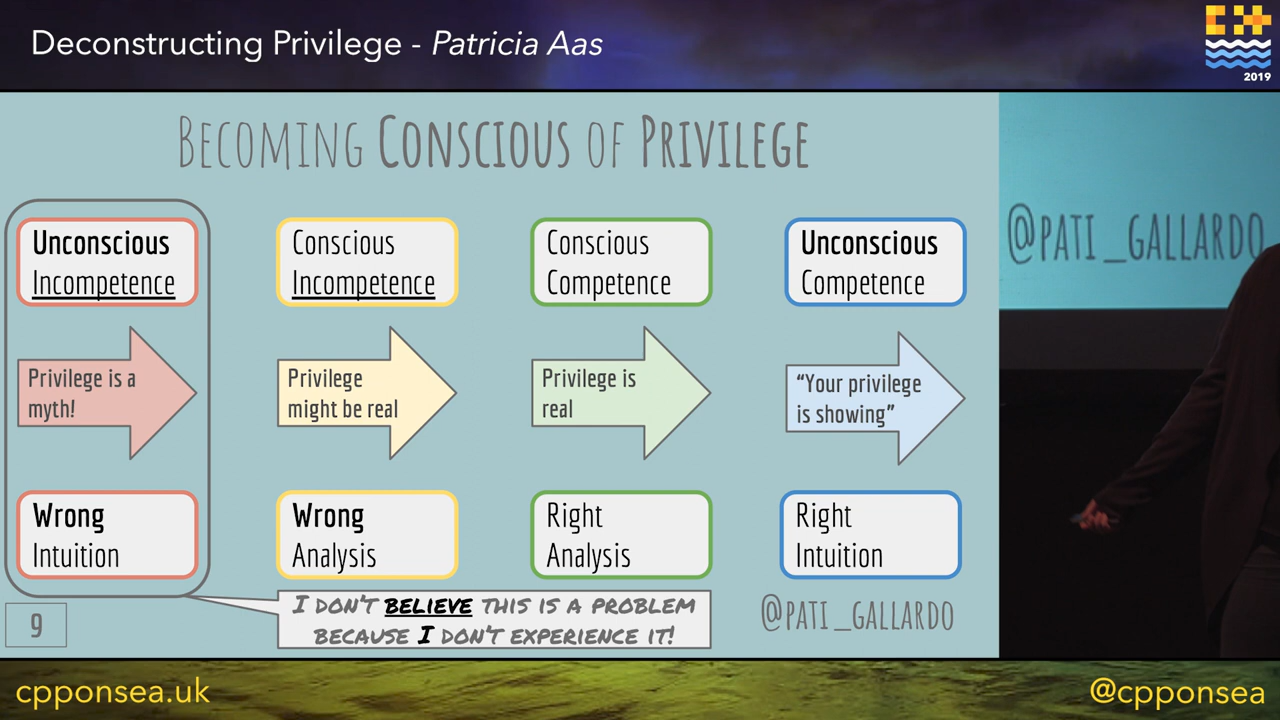 Deconstructing Privilege - Patricia Aas
2019
BECOMING CONSCIOUS OF PRIVILEGE
Unconscious
Incompetence
Conscious
Incompetence
Conscious
Competence
Unconscious
Competence
Privilege is a
myth!
Privilege
might be real
Privilege is
real
“Your privilege
is showing”
Wrong
Intuition
Wrong
Analysis
Right
Analysis
Right
Intuition
I DON'T BELIEVE THIS IS A PROBLEM
BECAUSE I DON'T EXPERIENCE IT!
9
@PATI_GALLARDO
@PATI_GALLARDO
cpponsea.uk
@cpponsea